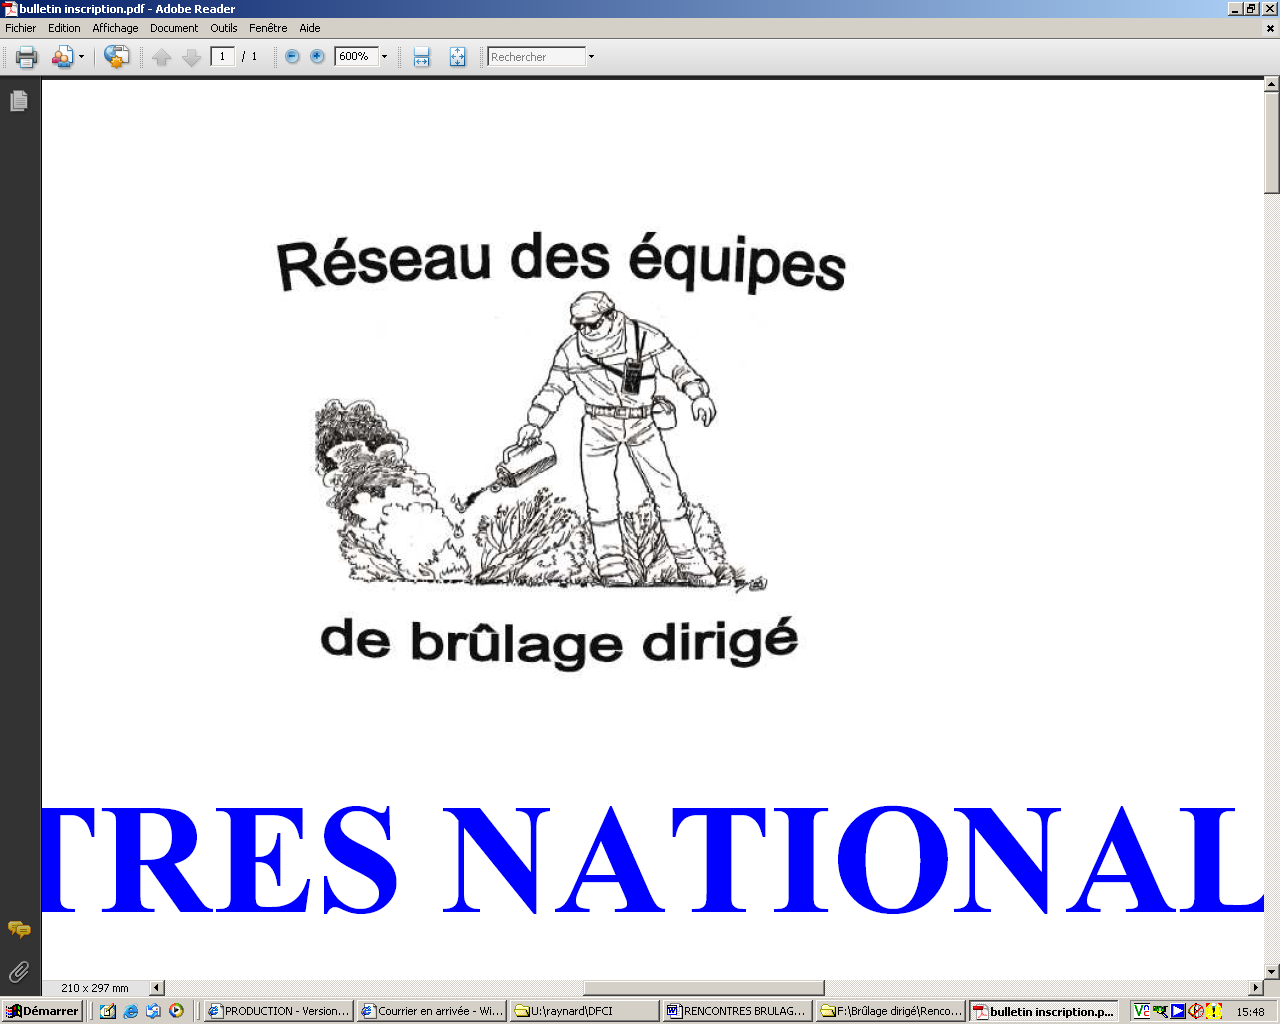 bulletin inscription.pdf - Adobe Reader
Fichier Edition Affichage Document Outils Fenêtre Aide
1 / 1 600% Rechercher
Réseau des équipes
de brûlage dirigé
TRES NATIONAL
210 x 297 mm
Démarrer PRODUCTION - Version... Courrier en arrivée - Wi... U:\raynard\DFCI RENCONTRES BRULAG... F:\Brûlage dirigé\Renco... bulletin inscription.p... 15:48